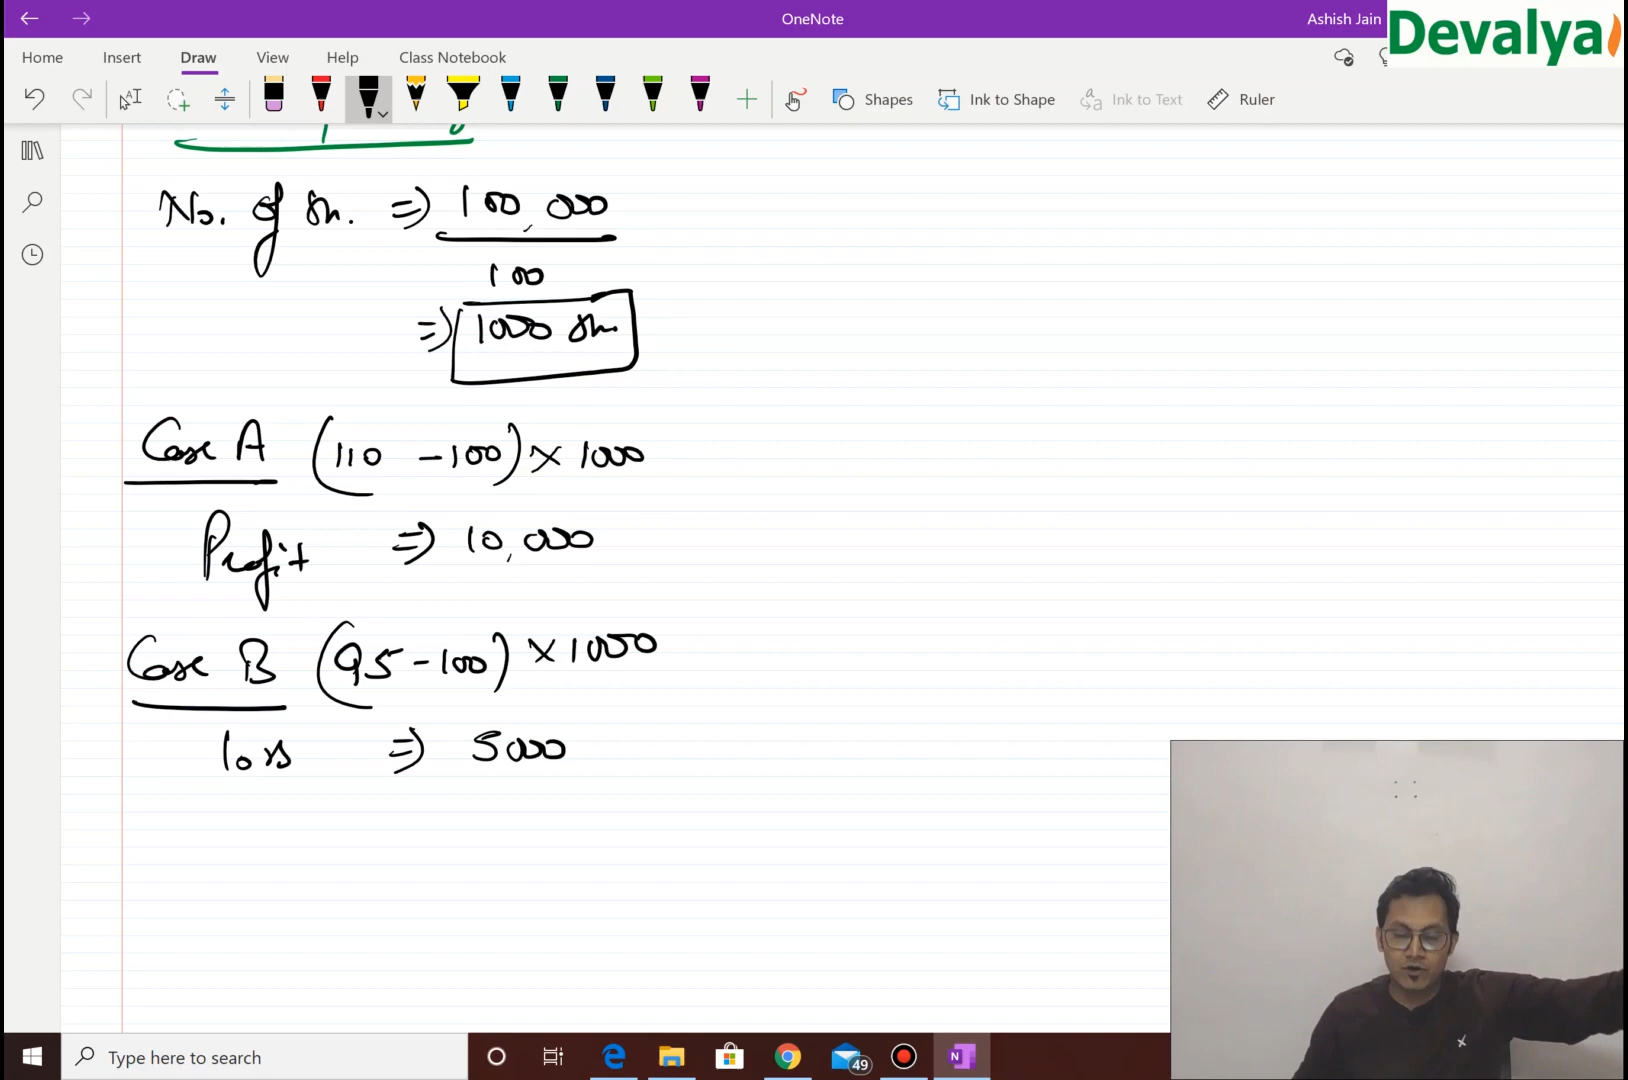 OneNote
Ashish Jain
Devalya
Home Insert Draw View Help Class Notebook
Shapes Ink to Shape Ink to Text Ruler
No. of Sh. => 100,000
100
=> 1000 Sh.
Case A (110 - 100) × 1000
Profit => 10,000
Case B (95 - 100) × 1000
loss => 5000
Type here to search
49
N